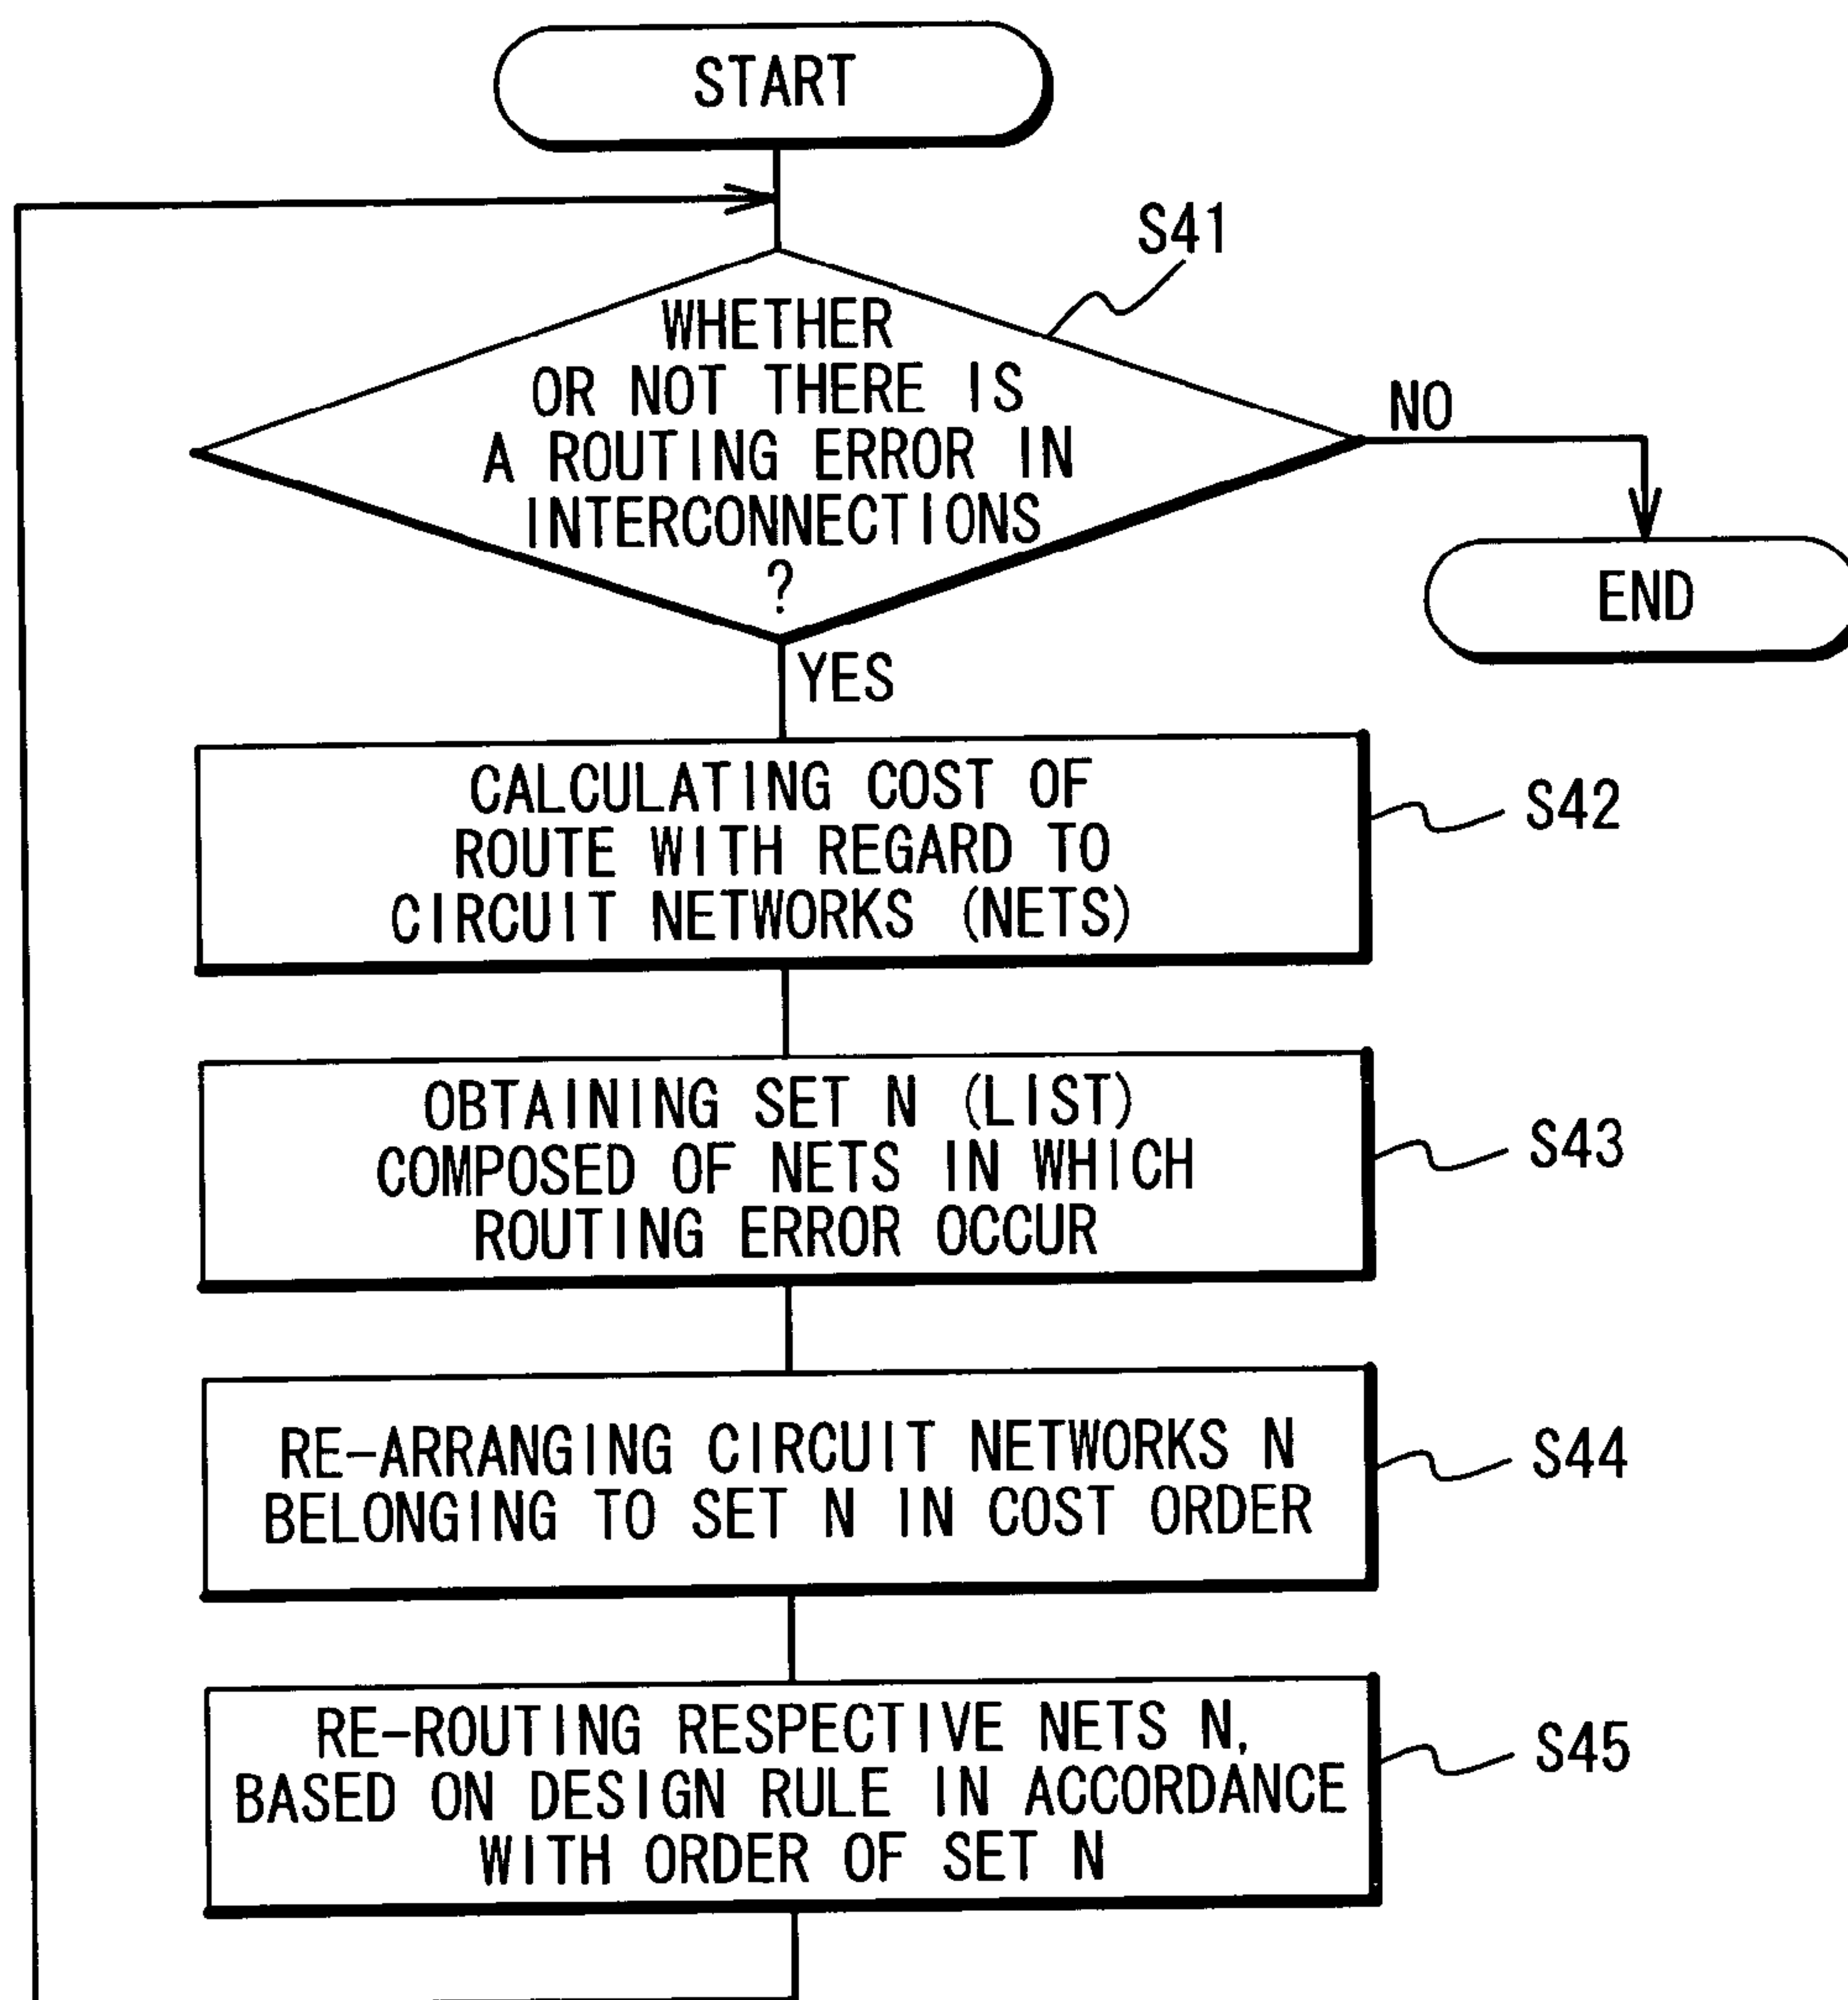 START
S41
WHETHER
OR NOT THERE IS
A ROUTING ERROR IN
INTERCONNECTIONS
?
NO
END
YES
CALCULATING COST OF
ROUTE WITH REGARD TO
CIRCUIT NETWORKS (NETS)
S42
OBTAINING SET N (LIST)
COMPOSED OF NETS IN WHICH
ROUTING ERROR OCCUR
S43
RE-ARRANGING CIRCUIT NETWORKS N
BELONGING TO SET N IN COST ORDER
S44
RE-ROUTING RESPECTIVE NETS N,
BASED ON DESIGN RULE IN ACCORDANCE
WITH ORDER OF SET N
S45